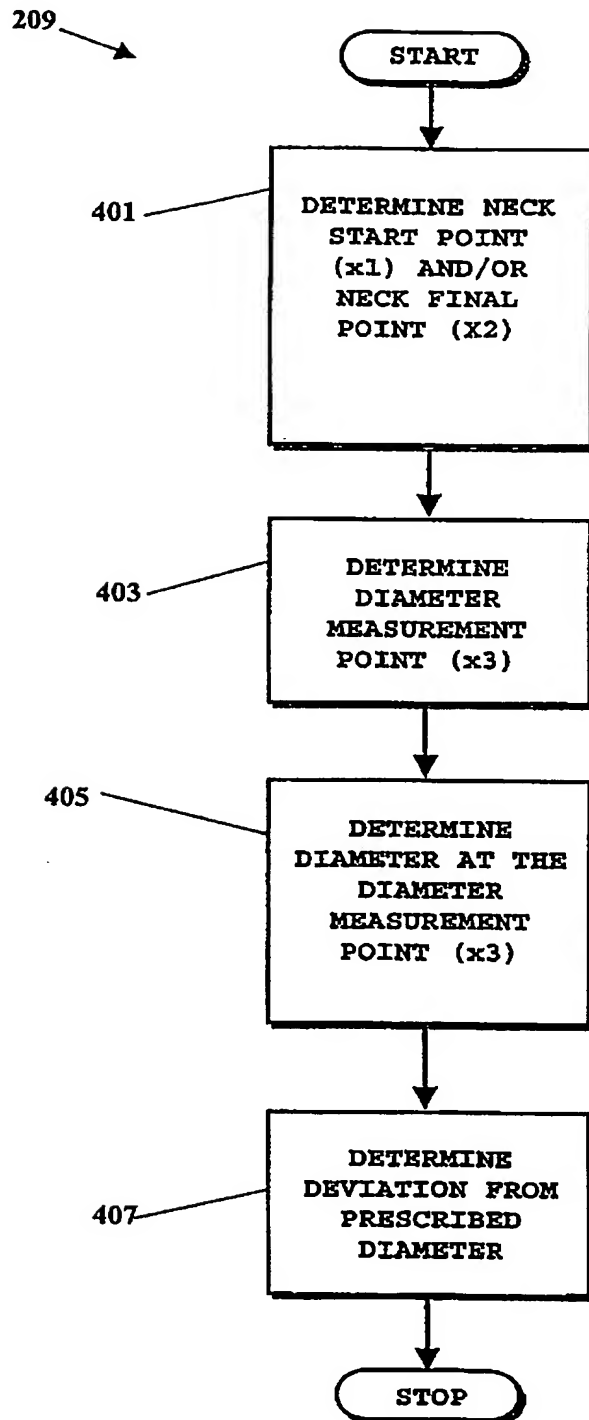 209
START
401
DETERMINE NECK
START POINT
(x1) AND/OR
NECK FINAL
POINT (X2)
403
DETERMINE
DIAMETER
MEASUREMENT
POINT (x3)
405
DETERMINE
DIAMETER AT THE
DIAMETER
MEASUREMENT
POINT (x3)
407
DETERMINE
DEVIATION FROM
PRESCRIBED
DIAMETER
STOP